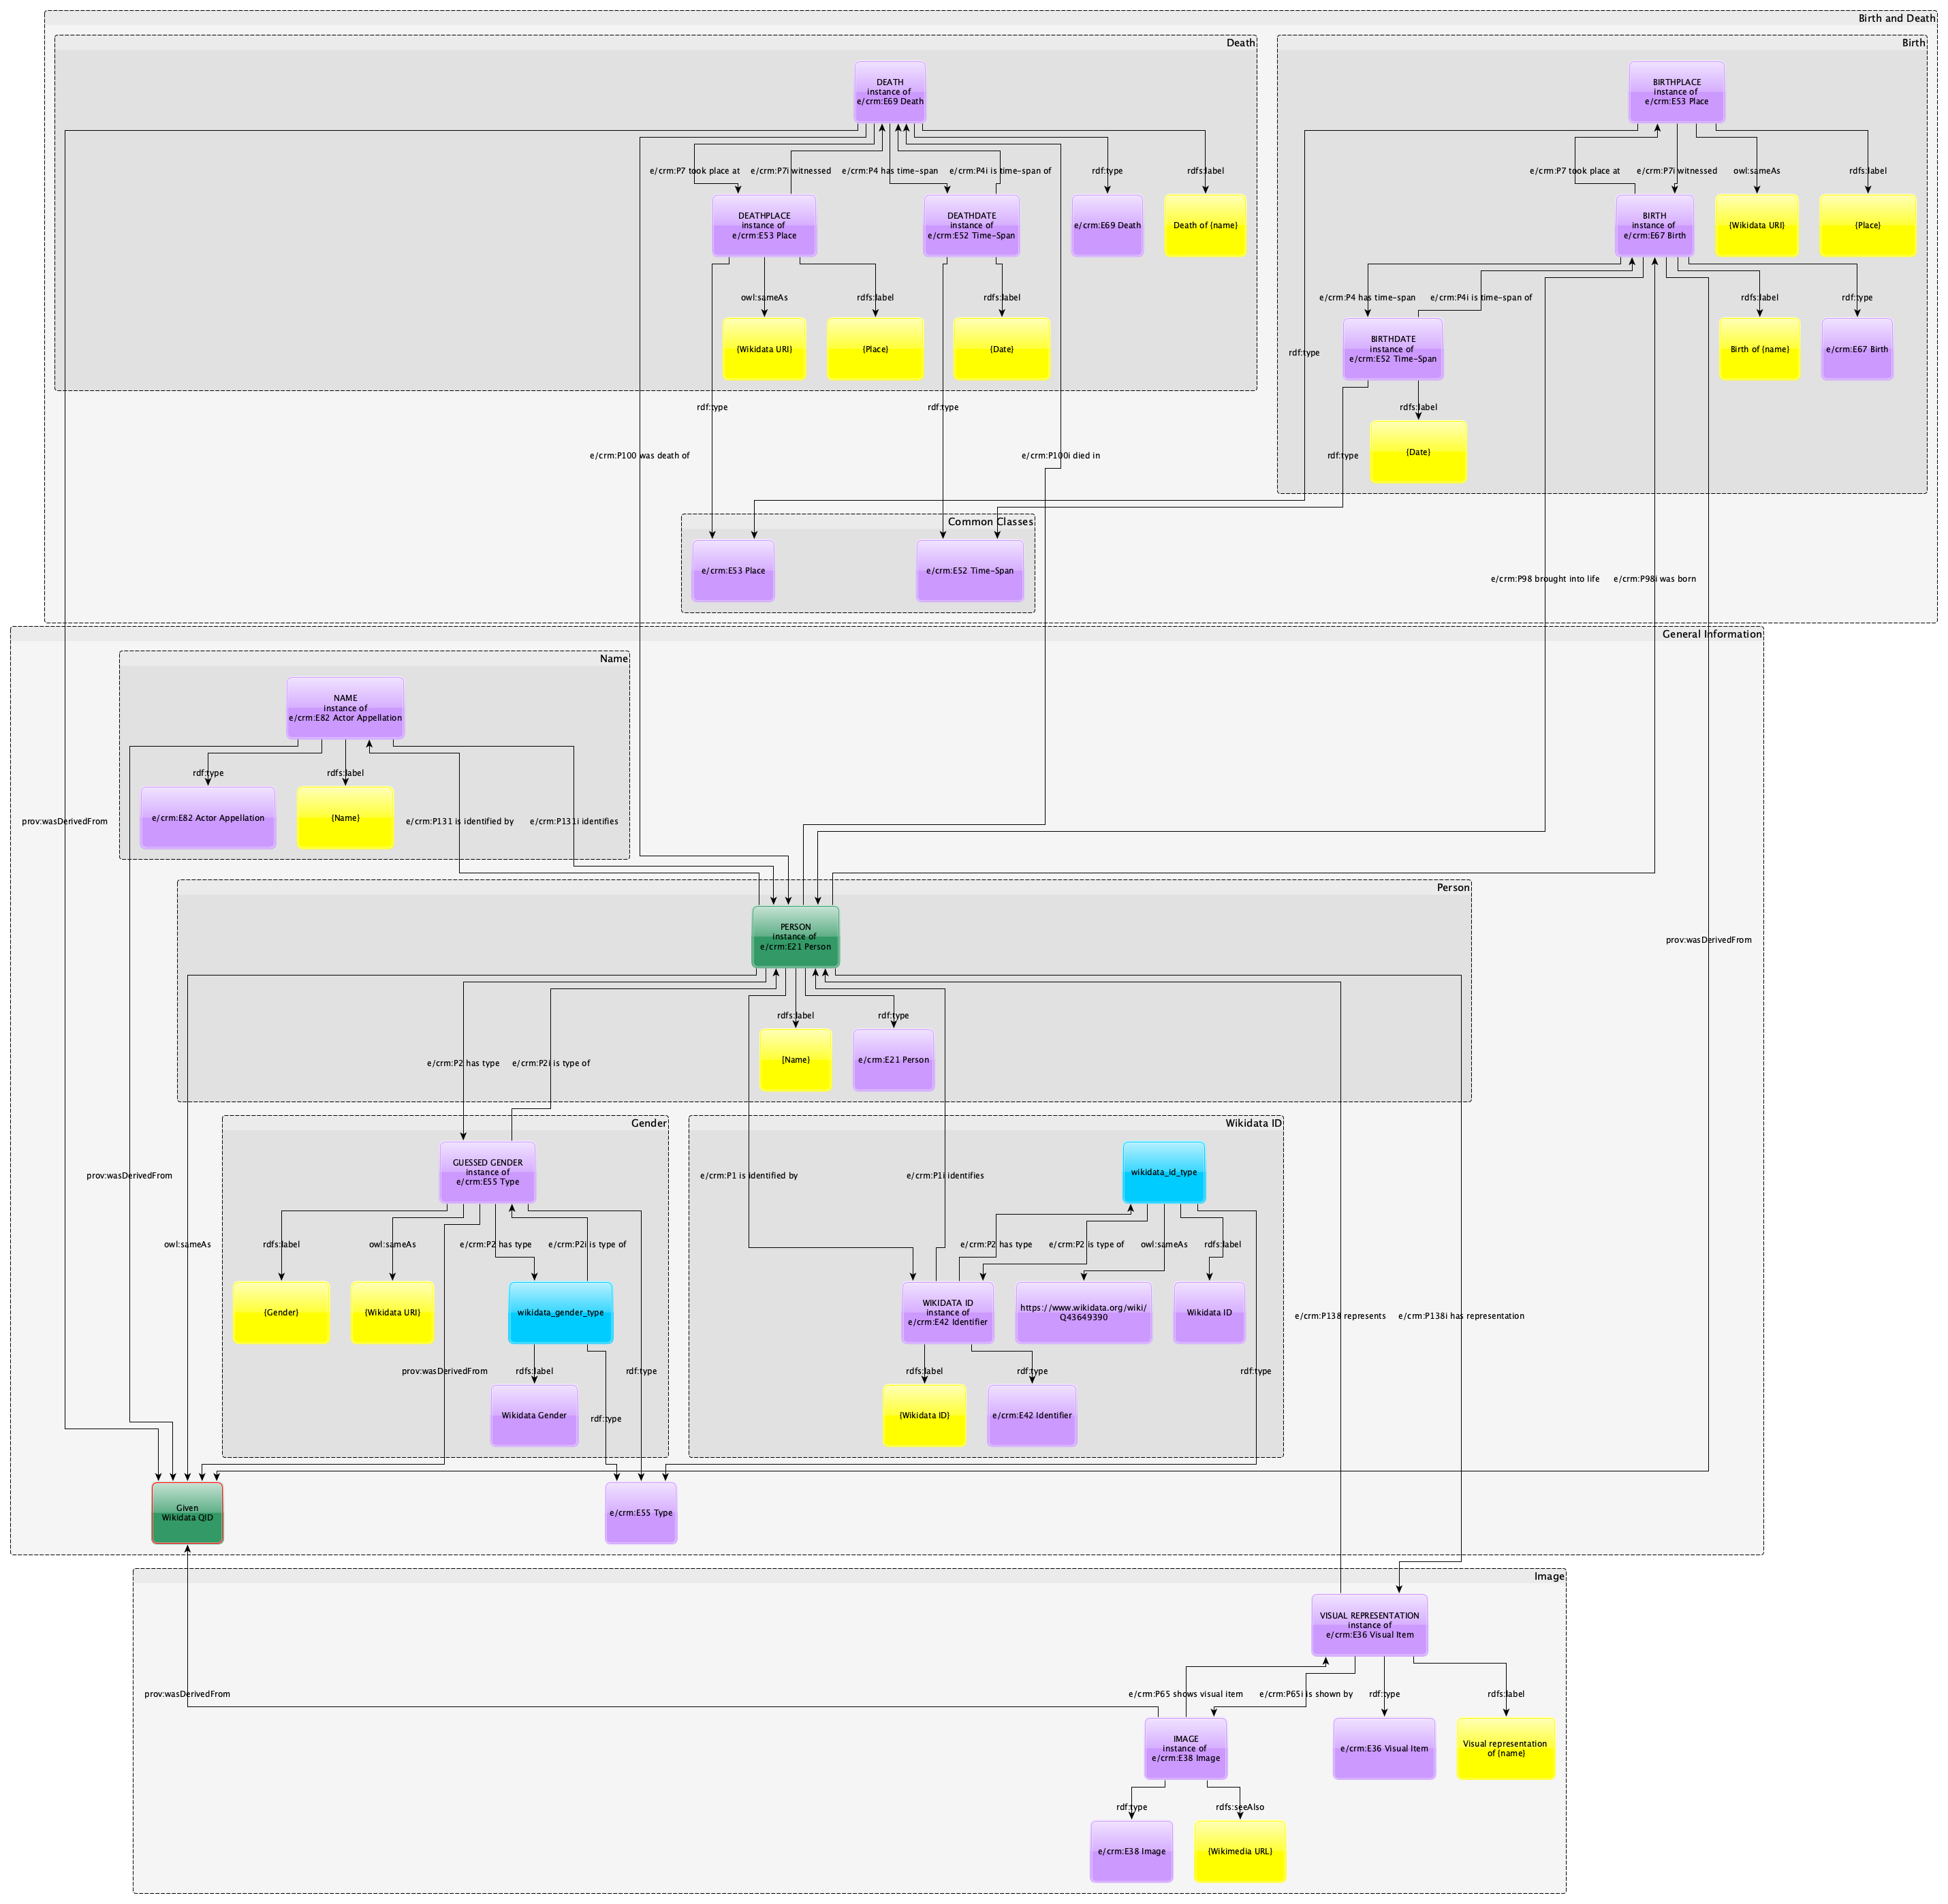 Birth and Death
Death
Birth
DEATH
instance of
e/crm:E69 Death
BIRTHPLACE
instance of
e/crm:E53 Place
e/crm:P7 took place at
e/crm:P7i witnessed
e/crm:P4 has time-span
e/crm:P4i is time-span of
rdf:type
rdfs:label
e/crm:P7 took place at
e/crm:P7i witnessed
owl:sameAs
rdfs:label
DEATHPLACE
instance of
e/crm:E53 Place
DEATHDATE
instance of
e/crm:E52 Time-Span
e/crm:E69 Death
Death of {name}
BIRTH
instance of
e/crm:E67 Birth
{Wikidata URI}
{Place}
owl:sameAs
rdfs:label
rdfs:label
e/crm:P4 has time-span
e/crm:P4i is time-span of
rdfs:label
rdf:type
{Wikidata URI}
{Place}
{Date}
rdf:type
BIRTHDATE
instance of
e/crm:E52 Time-Span
Birth of {name}
e/crm:E67 Birth
rdf:type
rdf:type
rdfs:label
e/crm:P100 was death of
e/crm:P100i died in
rdf:type
{Date}
Common Classes
e/crm:E53 Place
e/crm:E52 Time-Span
e/crm:P98 brought into life
e/crm:P98i was born
General Information
Name
NAME
instance of
e/crm:E82 Actor Appellation
rdf:type
rdfs:label
prov:wasDerivedFrom
e/crm:E82 Actor Appellation
{Name}
e/crm:P131 is identified by
e/crm:P131i identifies
Person
PERSON
instance of
e/crm:E21 Person
prov:wasDerivedFrom
rdfs:label
rdf:type
e/crm:P2 has type
e/crm:P2i is type of
{Name}
e/crm:E21 Person
Gender
Wikidata ID
prov:wasDerivedFrom
GUESSED GENDER
instance of
e/crm:E55 Type
e/crm:P1 is identified by
e/crm:P1i identifies
wikidata_id_type
owl:sameAs
rdfs:label
owl:sameAs
e/crm:P2 has type
e/crm:P2i is type of
e/crm:P2 has type
e/crm:P2 is type of
owl:sameAs
rdfs:label
{Gender}
{Wikidata URI}
wikidata_gender_type
WIKIDATA ID
instance of
e/crm:E42 Identifier
https://www.wikidata.org/wiki/
Q43649390
Wikidata ID
e/crm:P138 represents
e/crm:P138i has representation
prov:wasDerivedFrom
rdfs:label
rdf:type
rdfs:label
rdf:type
rdf:type
Wikidata Gender
rdf:type
{Wikidata ID}
e/crm:E42 Identifier
Given
Wikidata QID
e/crm:E55 Type
Image
VISUAL REPRESENTATION
instance of
e/crm:E36 Visual Item
prov:wasDerivedFrom
e/crm:P65 shows visual item
e/crm:P65i is shown by
rdf:type
rdfs:label
IMAGE
instance of
e/crm:E38 Image
e/crm:E36 Visual Item
Visual representation
of {name}
rdf:type
rdfs:seeAlso
e/crm:E38 Image
{Wikimedia URL}